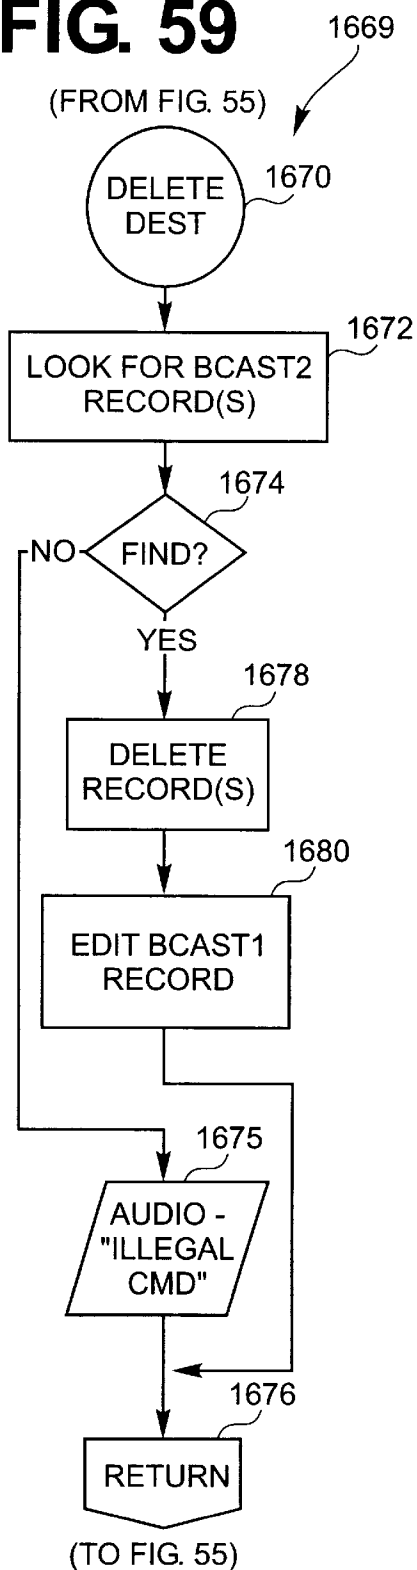 FIG. 59
1669
(FROM FIG. 55)
DELETE
DEST
1670
1672
LOOK FOR BCAST2
RECORD(S)
1674
NO
FIND?
YES
1678
DELETE
RECORD(S)
1680
EDIT BCAST1
RECORD
1675
AUDIO -
"ILLEGAL
CMD"
1676
RETURN
(TO FIG. 55)